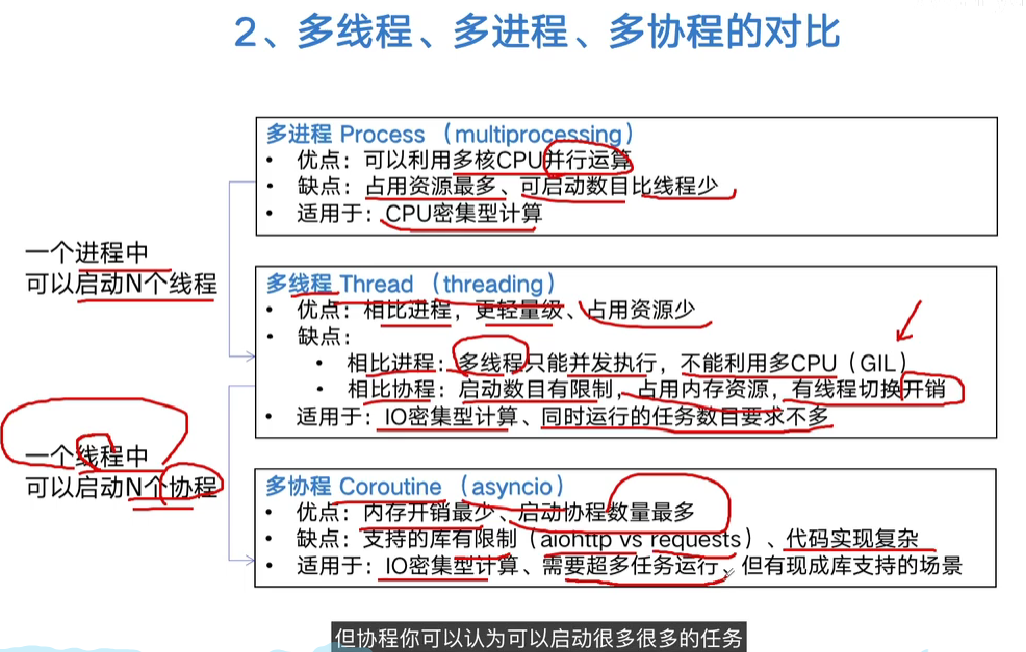 2、多线程、多进程、多协程的对比
多进程 Process （multiprocessing）
• 优点：可以利用多核CPU并行运算
• 缺点：占用资源最多、可启动数目比线程少
• 适用于：CPU密集型计算
一个进程中
可以启动N个线程
多线程 Thread （threading）
• 优点：相比进程，更轻量级、占用资源少
• 缺点：
• 相比进程：多线程只能并发执行，不能利用多CPU（GIL）
• 相比协程：启动数目有限制，占用内存资源，有线程切换开销
• 适用于：IO密集型计算、同时运行的任务数目要求不多
一个线程中
可以启动N个协程
多协程 Coroutine （asyncio）
• 优点：内存开销最少、启动协程数量最多
• 缺点：支持的库有限制（aiohttp vs requests）、代码实现复杂
• 适用于：IO密集型计算、需要超多任务运行、但有现成库支持的场景
但协程你可以认为可以启动很多很多的任务